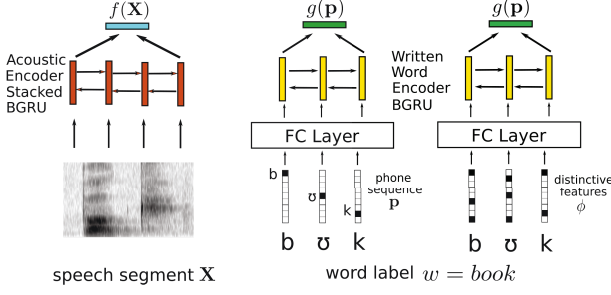 f(X)
Acoustic
Encoder
Stacked
BGRU
speech segment X
g(p)
FC Layer
b
ʊ
k
phone
sequence
p
b ʊ k
g(p)
Written
Word
Encoder
BGRU
FC Layer
distinctive
features
ϕ
b ʊ k
word label w = book